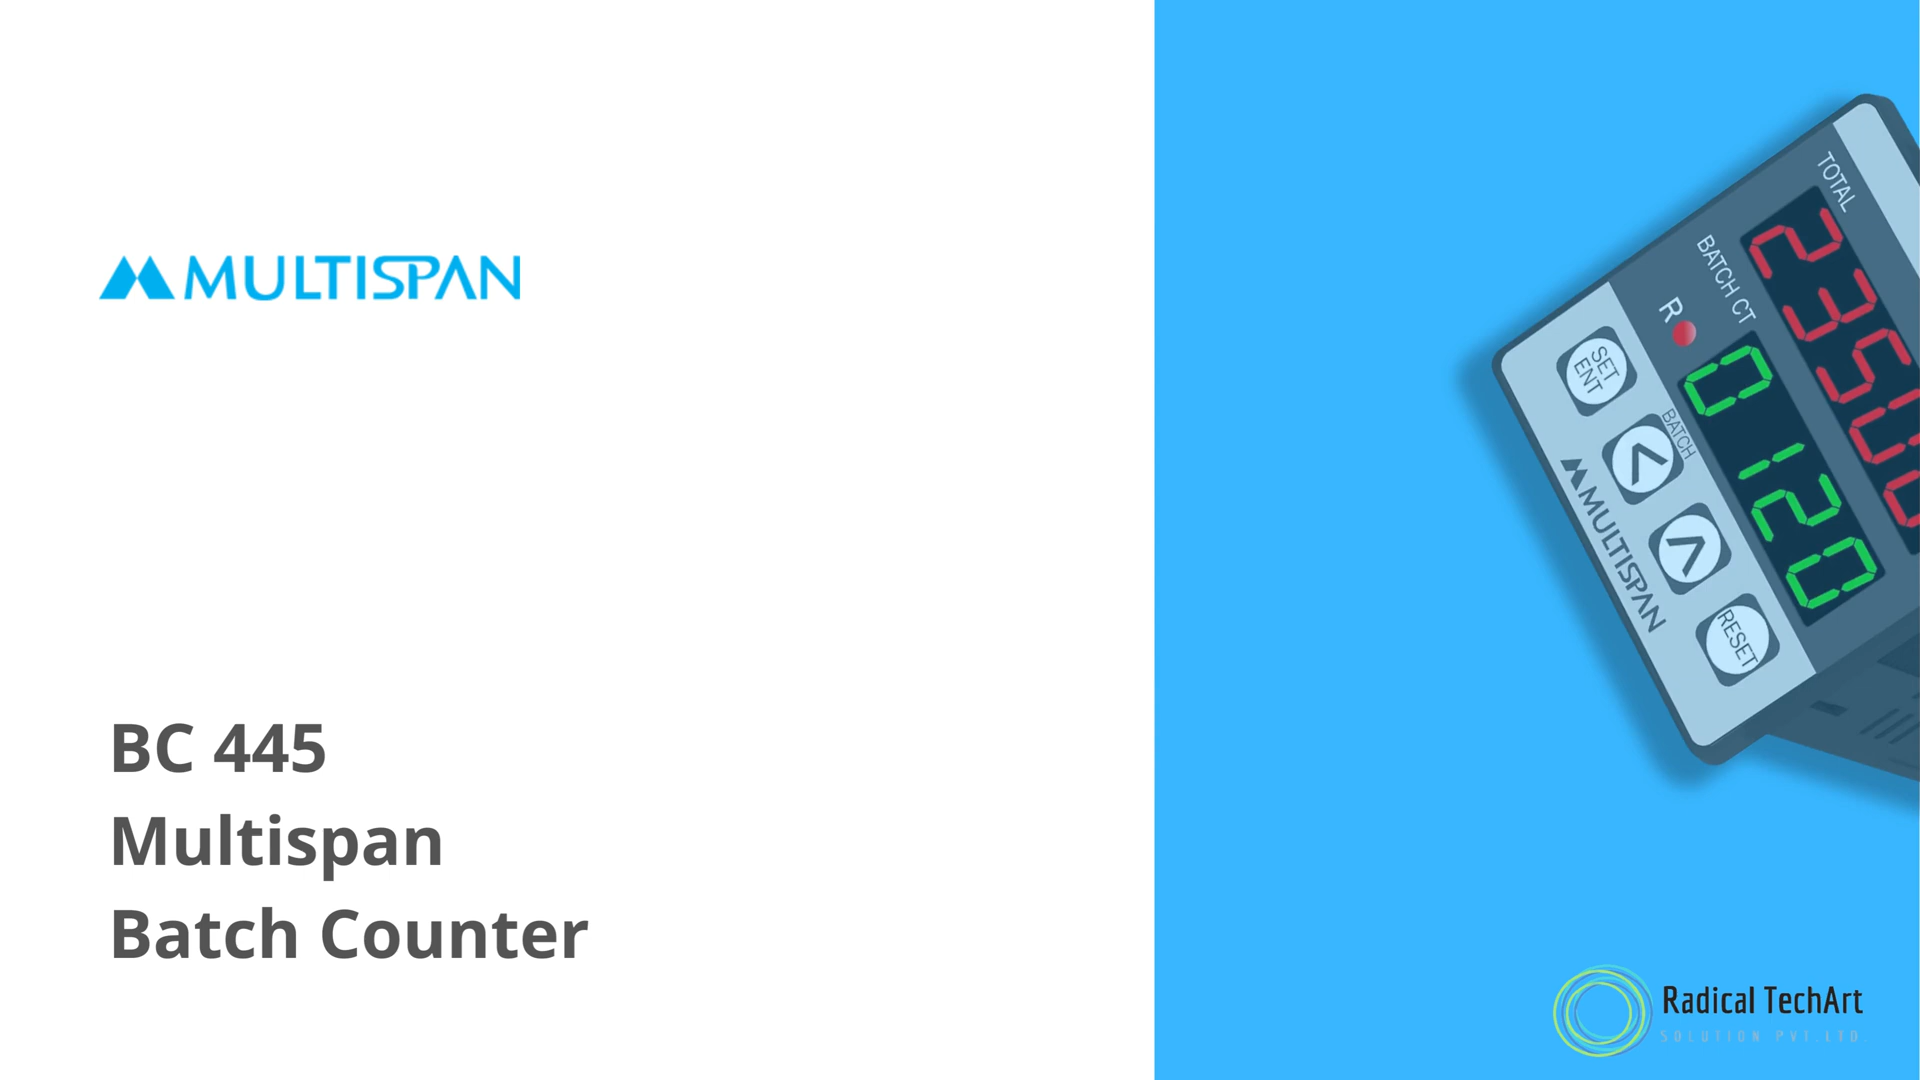 MULTISPAN
BC 445
Multispan
Batch Counter
TOTAL
BATCH CT
0120
R
SET
ENT
BATCH
RESET
MULTISPAN
Radical TechArt
SOLUTION PVT.LTD.